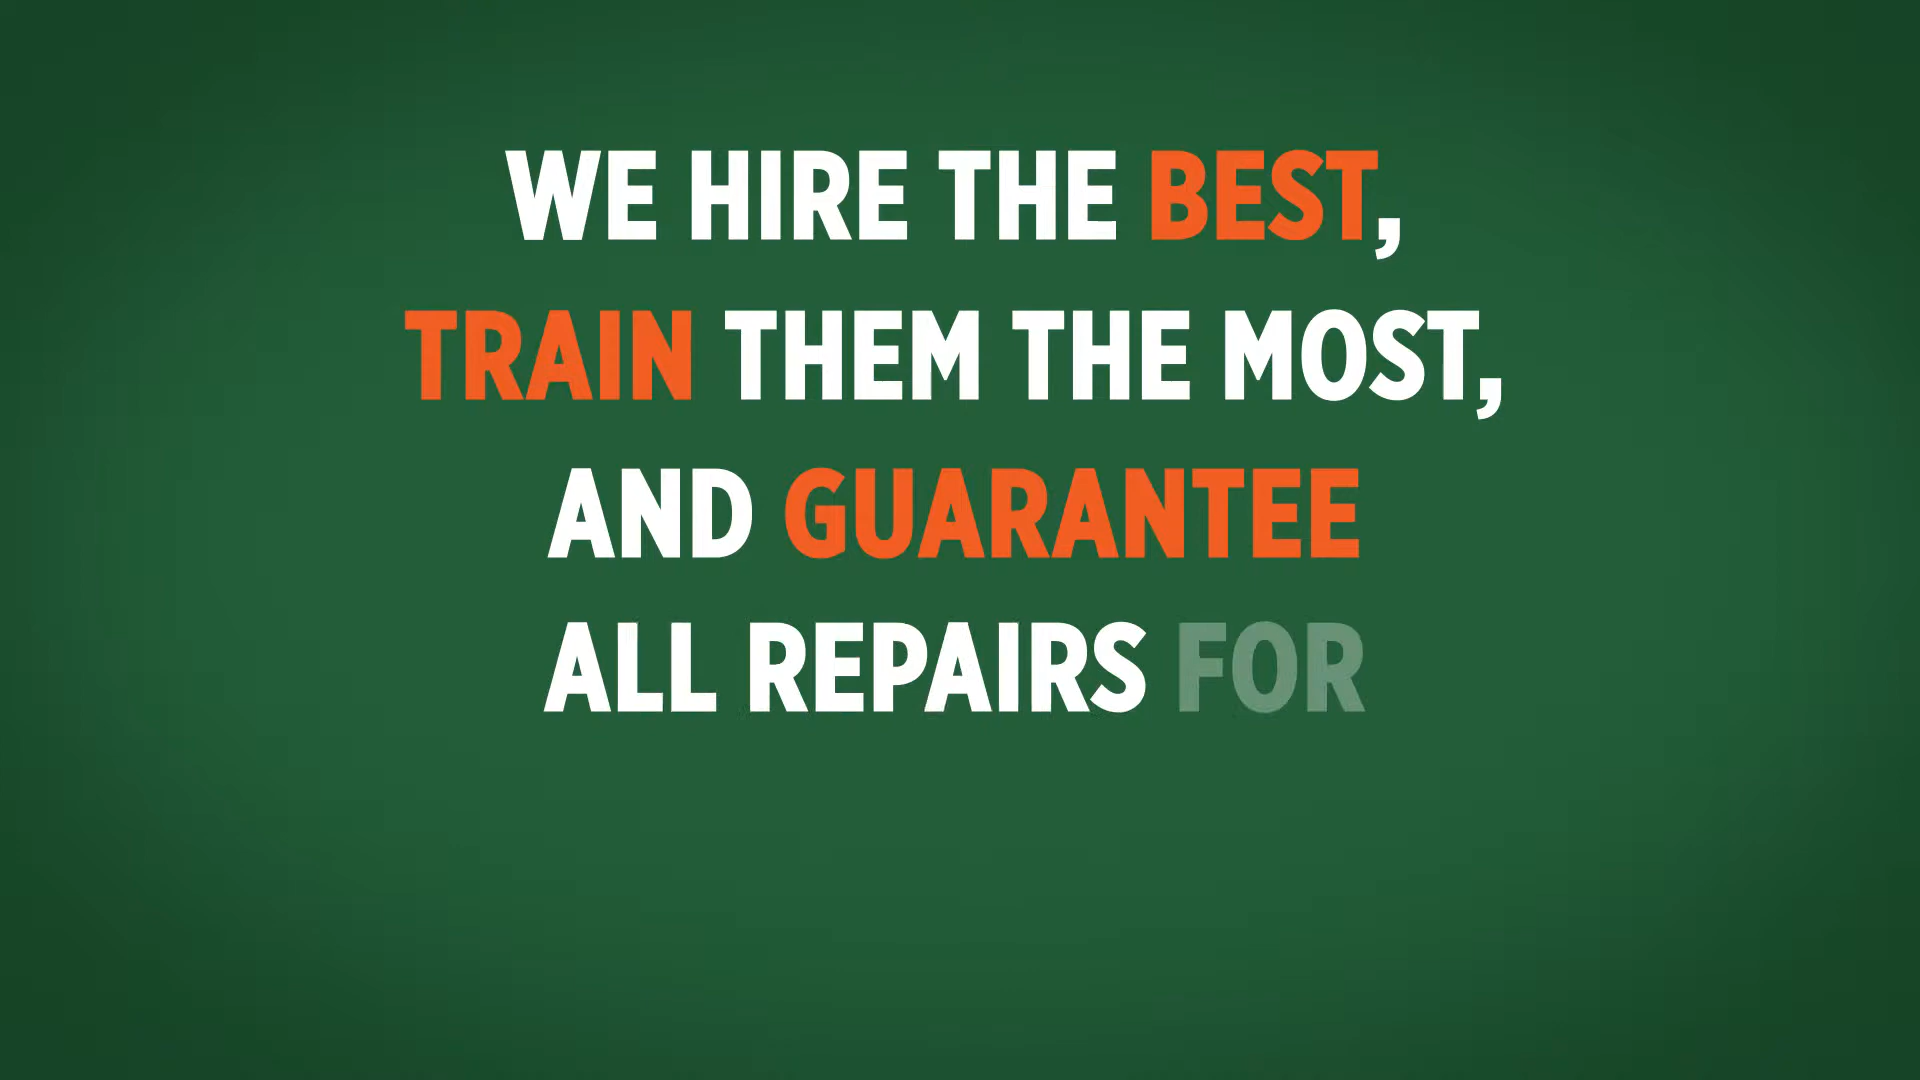 WE HIRE THE BEST,
TRAIN THEM THE MOST,
AND GUARANTEE
ALL REPAIRS FOR